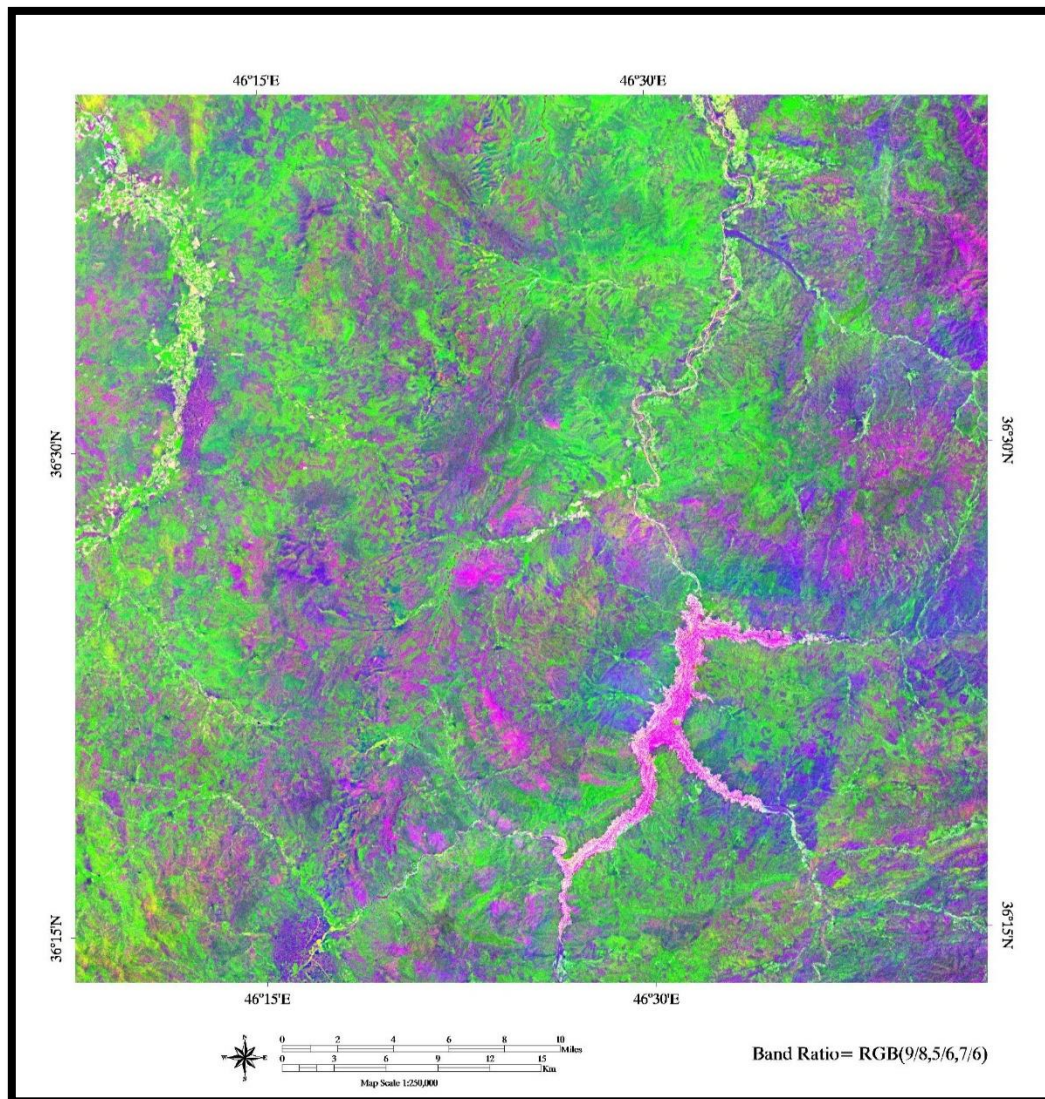 46°15'E 46°30'E
36°30'N 36°30'N
36°15'N 36°15'N
46°15'E 46°30'E
N
W E
S
0 2 4 6 8 10
Miles
0 3 6 9 12 15
Km
Map Scale 1:250,000
Band Ratio= RGB(9/8,5/6,7/6)